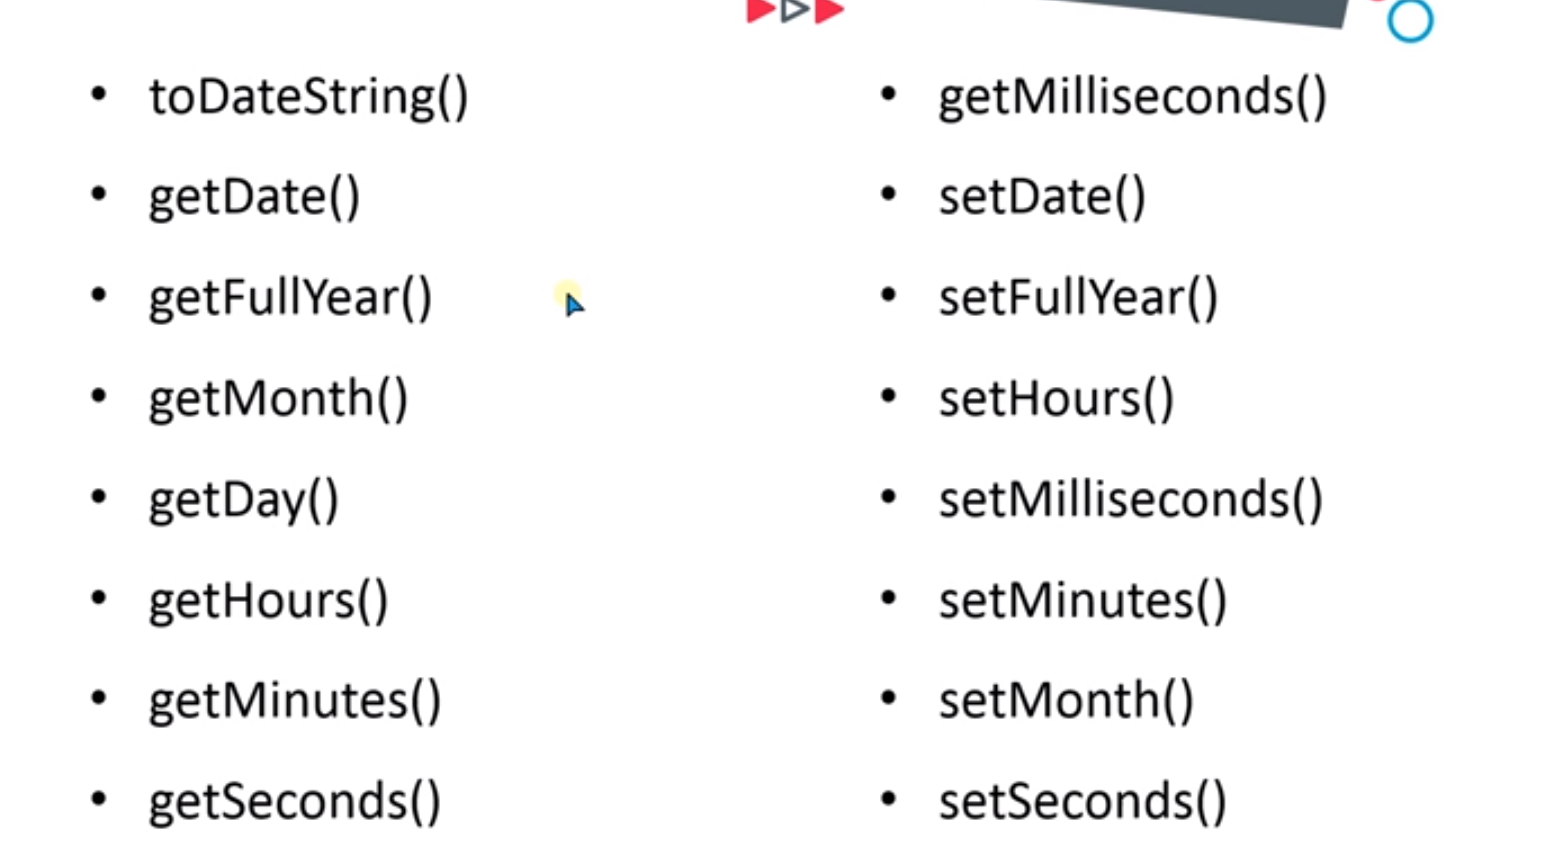 • toDateString()
• getDate()
• getFullYear()
• getMonth()
• getDay()
• getHours()
• getMinutes()
• getSeconds()
• getMilliseconds()
• setDate()
• setFullYear()
• setHours()
• setMilliseconds()
• setMinutes()
• setMonth()
• setSeconds()